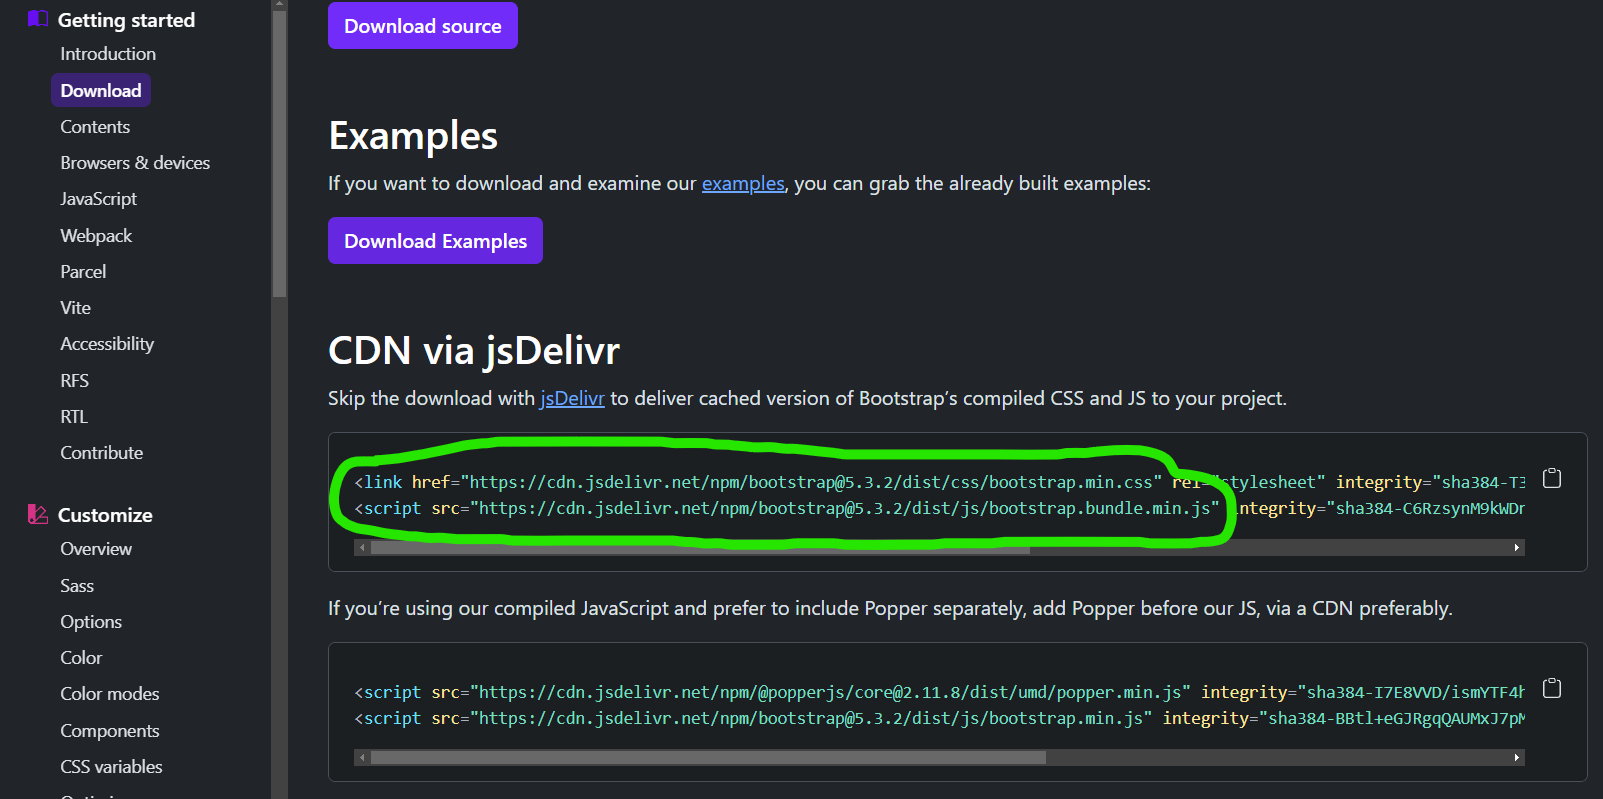 Getting started
Introduction
Download
Contents
Browsers & devices
JavaScript
Webpack
Parcel
Vite
Accessibility
RFS
RTL
Contribute
Customize
Overview
Sass
Options
Color
Color modes
Components
CSS variables
Download source
Examples
If you want to download and examine our examples, you can grab the already built examples:
Download Examples
CDN via jsDelivr
Skip the download with jsDelivr to deliver cached version of Bootstrap's compiled CSS and JS to your project.
<link href="https://cdn.jsdelivr.net/npm/bootstrap@5.3.2/dist/css/bootstrap.min.css" rel="stylesheet" integrity="sha384-T3
<script src="https://cdn.jsdelivr.net/npm/bootstrap@5.3.2/dist/js/bootstrap.bundle.min.js" integrity="sha384-C6RzsynM9kWDr
If you're using our compiled JavaScript and prefer to include Popper separately, add Popper before our JS, via a CDN preferably.
<script src="https://cdn.jsdelivr.net/npm/@popperjs/core@2.11.8/dist/umd/popper.min.js" integrity="sha384-I7E8VVD/ismYTF4h
<script src="https://cdn.jsdelivr.net/npm/bootstrap@5.3.2/dist/js/bootstrap.min.js" integrity="sha384-BBtl+eGJRgqQAUMxJ7pM